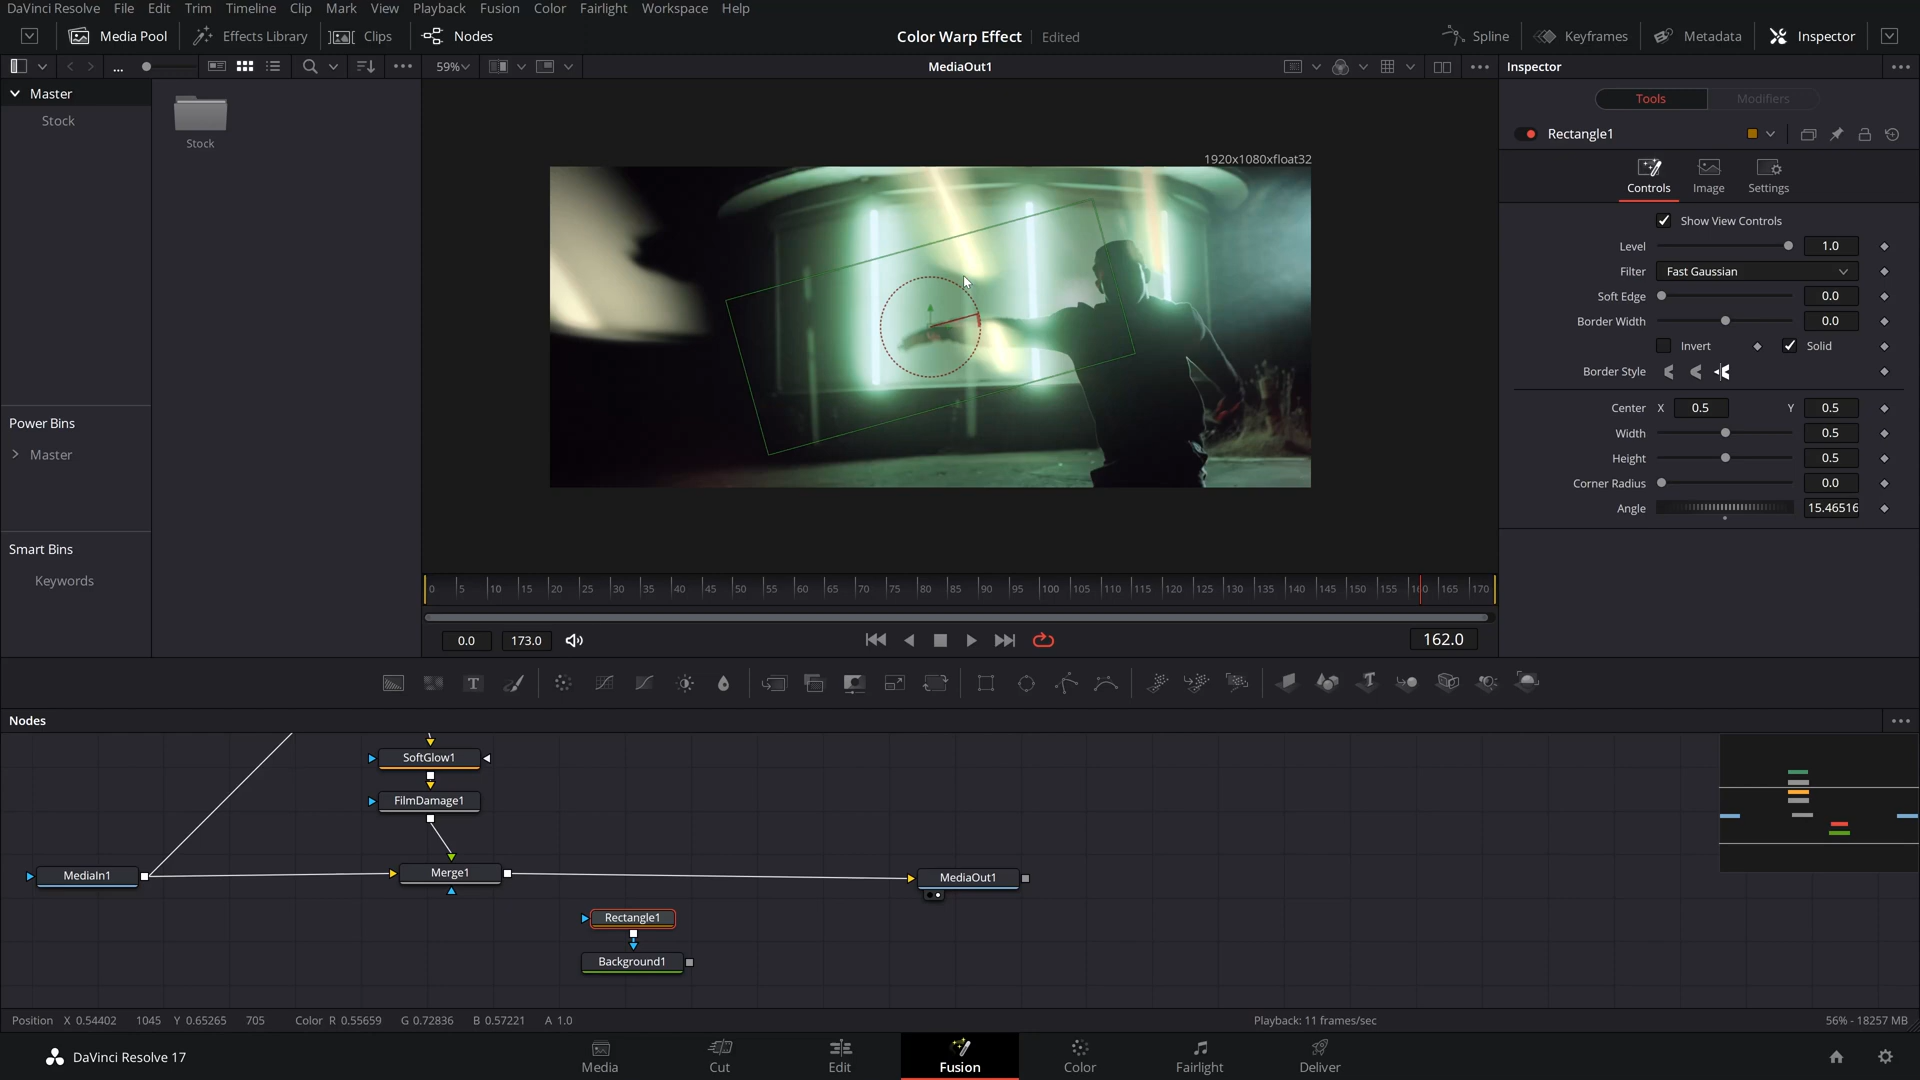 DaVinci Resolve File Edit Trim Timeline Clip Mark View Playback Fusion Color Fairlight Workspace Help
Media Pool Effects Library Clips Nodes Color Warp Effect Edited Spline Keyframes Metadata Inspector
... 59% MediaOut1 Inspector
Master
Stock
Stock
Power Bins
Master
Smart Bins
Keywords
1920x1080xfloat32
Tools Modifiers
Rectangle1
Controls Image Settings
Show View Controls
Level 1.0
Filter Fast Gaussian
Soft Edge 0.0
Border Width 0.0
Invert Solid
Border Style
Center X 0.5 Y 0.5
Width 0.5
Height 0.5
Corner Radius 0.0
Angle 15.46516
0 5 10 15 20 25 30 35 40 45 50 55 60 65 70 75 80 85 90 95 100 105 110 115 120 125 130 135 140 145 150 155 160 165 170
0.0 173.0 162.0
T
Nodes
SoftGlow1
FilmDamage1
MediaIn1 Merge1 MediaOut1
Rectangle1
Background1
Position X 0.54402 1045 Y 0.65265 705 Color R 0.55659 G 0.72836 B 0.57221 A 1.0 Playback: 11 frames/sec 56% - 18257 MB
DaVinci Resolve 17 Media Cut Edit Fusion Color Fairlight Deliver